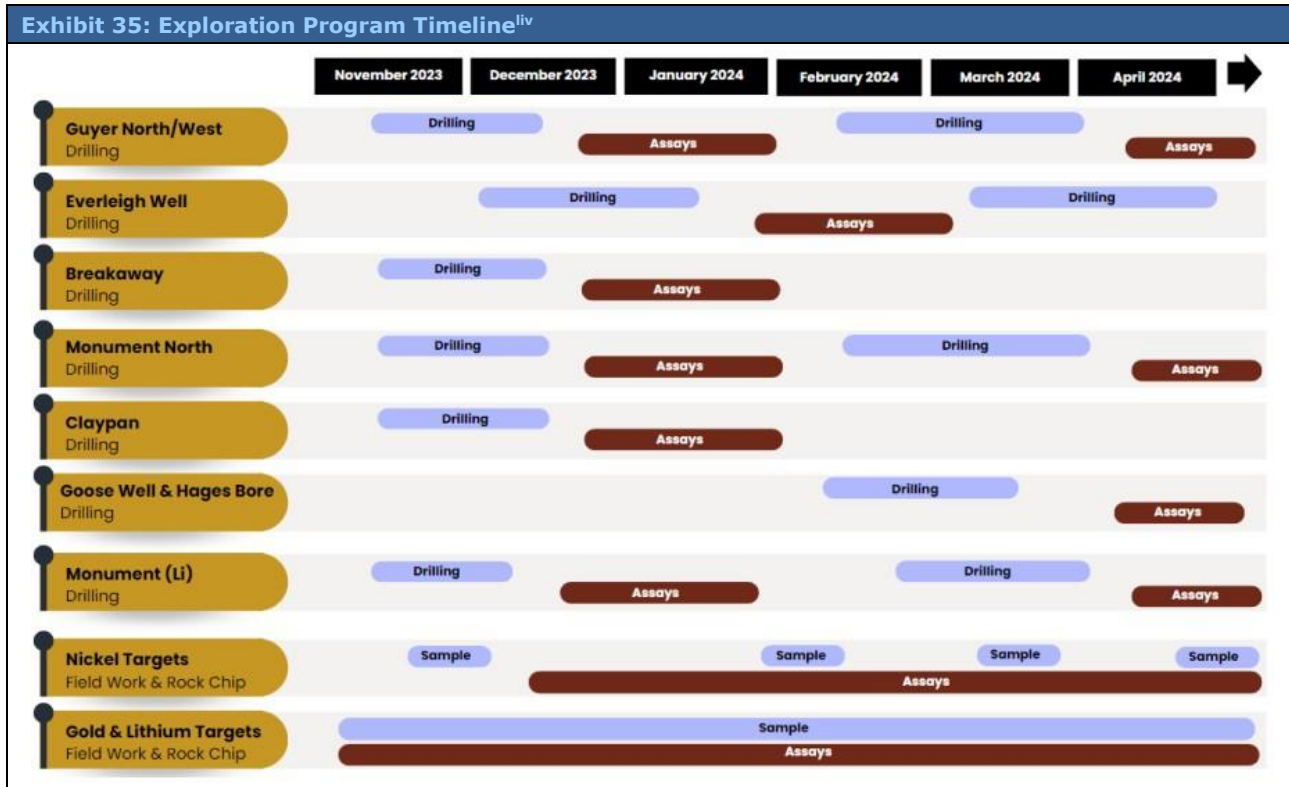 Exhibit 35: Exploration Program Timelineliv
November 2023 December 2023 January 2024 February 2024 March 2024 April 2024
Guyer North/West
Drilling
Drilling Drilling
Assays Assays
Everleigh Well
Drilling
Drilling Drilling
Assays
Breakaway
Drilling
Drilling
Assays
Monument North
Drilling
Drilling Drilling
Assays Assays
Claypan
Drilling
Drilling
Assays
Goose Well & Hages Bore
Drilling
Drilling
Assays
Monument (Li)
Drilling
Drilling Drilling
Assays Assays
Nickel Targets
Field Work & Rock Chip
Sample Sample Sample Sample
Assays
Gold & Lithium Targets
Field Work & Rock Chip
Sample
Assays